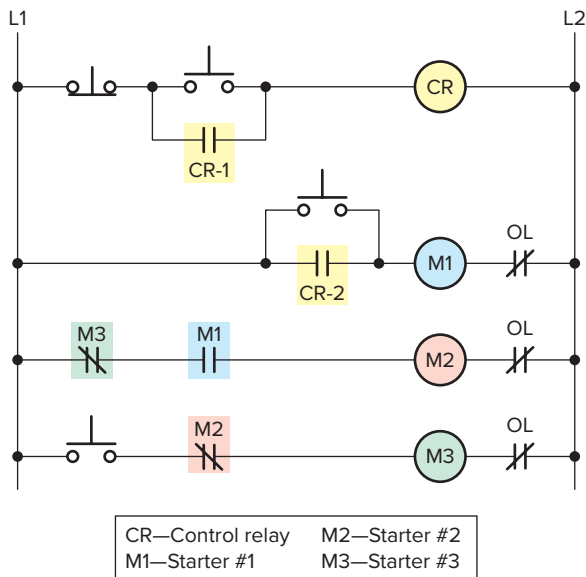 L1 L2
CR
CR-1
OL
M1
CR-2
M3 M1 OL
M2
M2 OL
M3
CR—Control relay M2—Starter #2
M1—Starter #1 M3—Starter #3